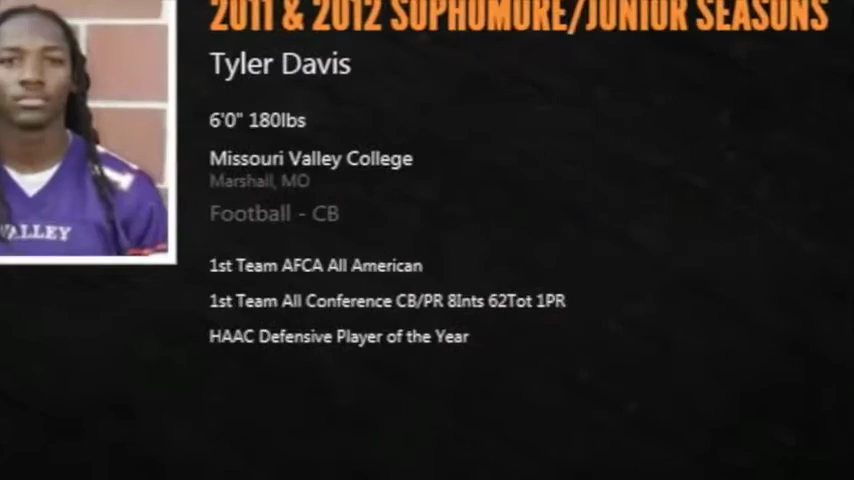 2011 & 2012 SOPHOMORE/JUNIOR SEASONS
Tyler Davis
6'0" 180lbs
Missouri Valley College
Marshall, MO
Football - CB
VALLEY
1st Team AFCA All American
1st Team All Conference CB/PR 8Ints 62Tot 1PR
HAAC Defensive Player of the Year